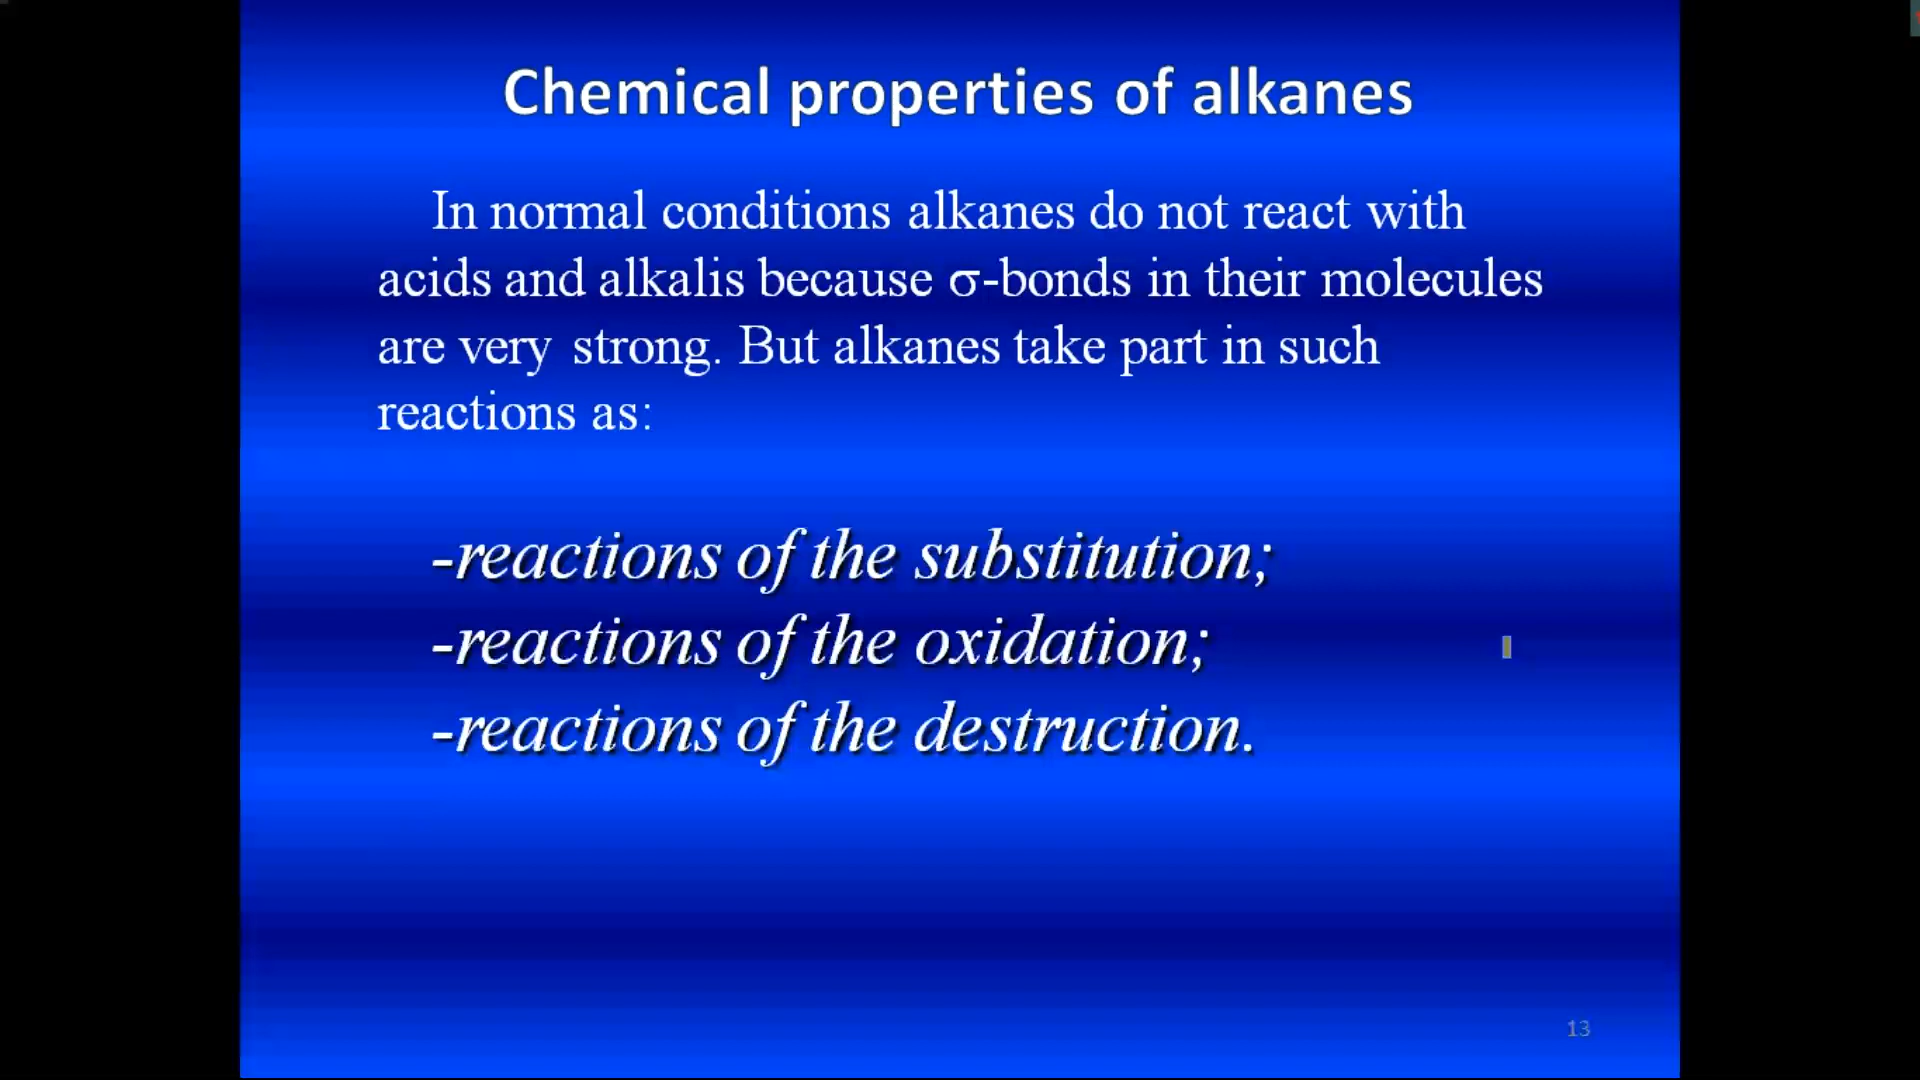 Chemical properties of alkanes
In normal conditions alkanes do not react with
acids and alkalis because σ-bonds in their molecules
are very strong. But alkanes take part in such
reactions as:
-reactions of the substitution;
-reactions of the oxidation;
-reactions of the destruction.
13